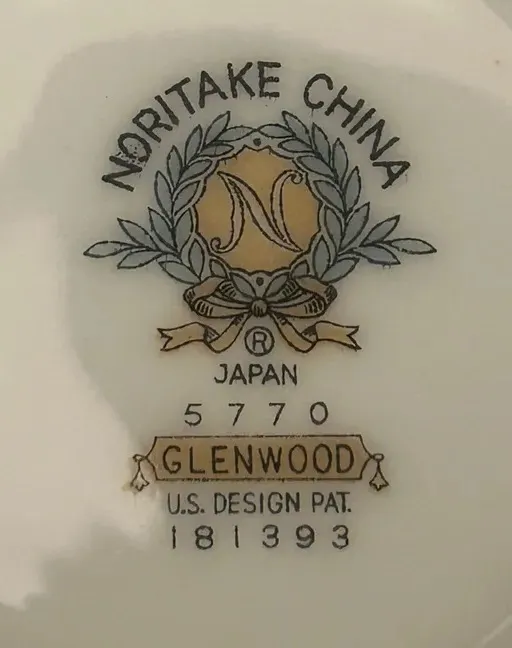 NORITAKE CHINA
N
®
JAPAN
5770
GLENWOOD
U.S. DESIGN PAT.
181393